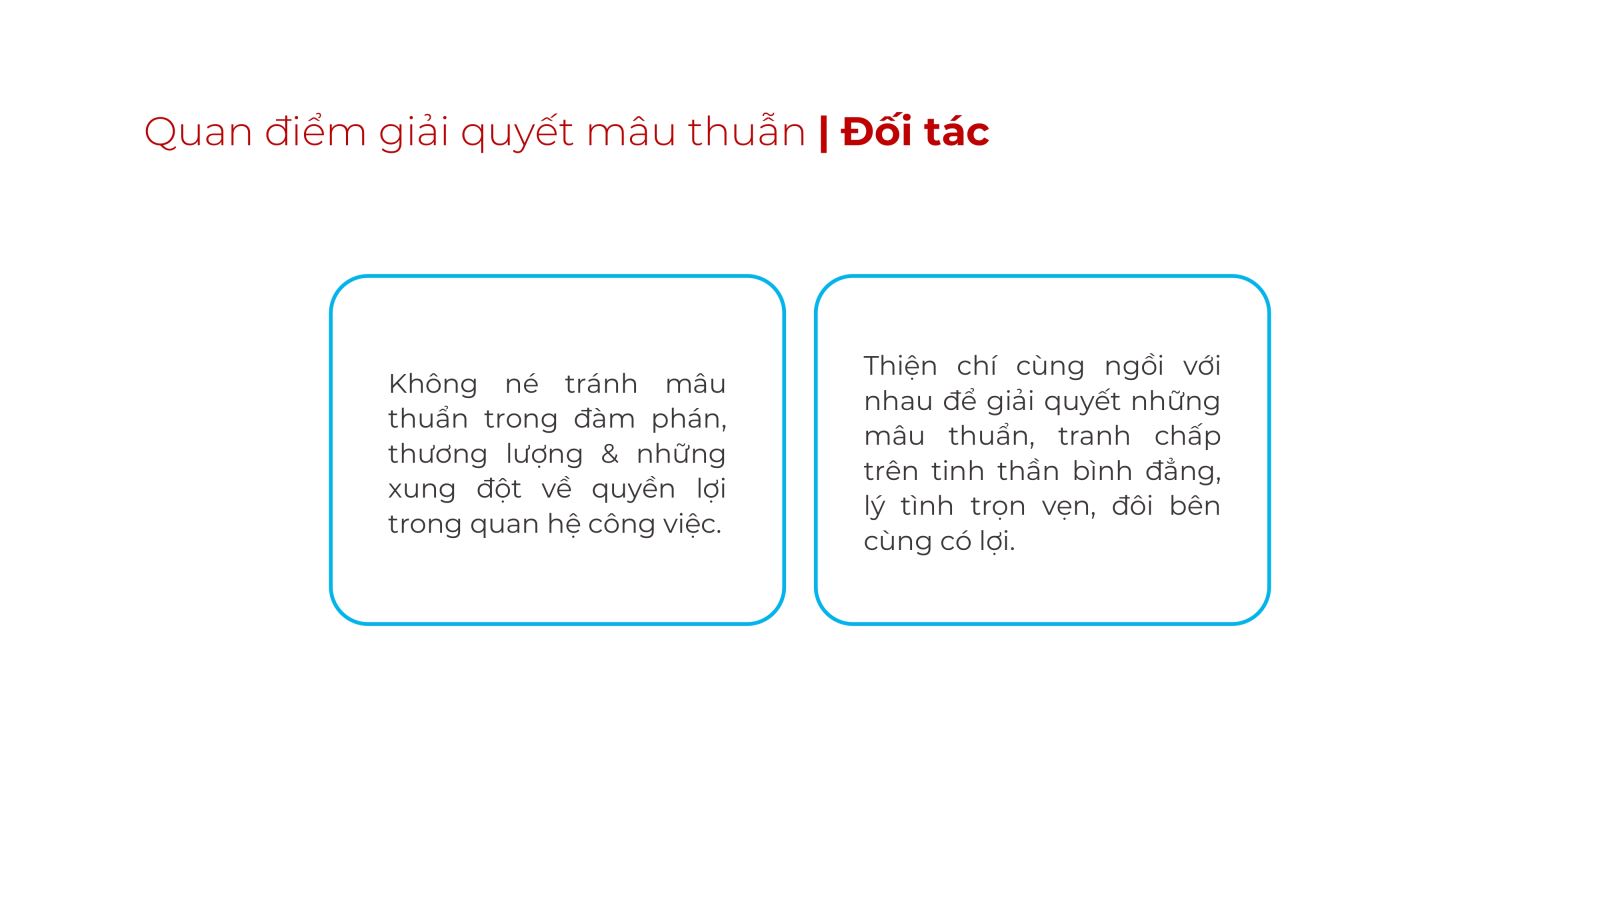 Quan điểm giải quyết mâu thuẫn | Đối tác
Không né tránh mâu
thuẩn trong đàm phán,
thương lượng & những
xung đột về quyền lợi
trong quan hệ công việc.
Thiện chí cùng ngồi với
nhau để giải quyết những
mâu thuẩn, tranh chấp
trên tinh thần bình đẳng,
lý tình trọn vẹn, đôi bên
cùng có lợi.